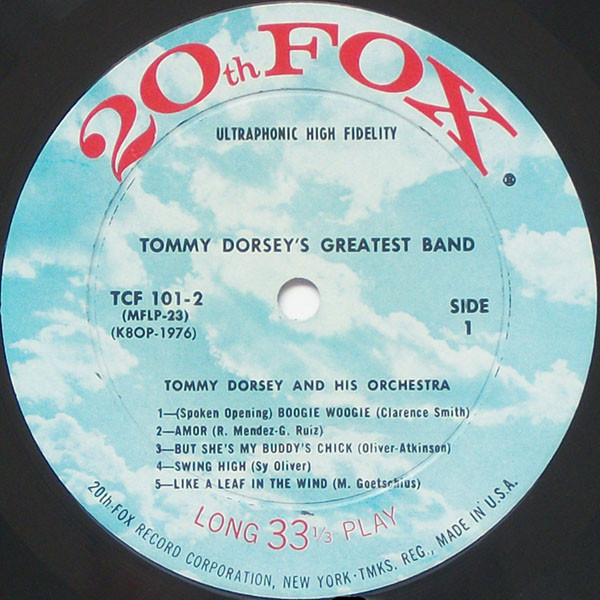 20th FOX
®
ULTRAPHONIC HIGH FIDELITY
TOMMY DORSEY'S GREATEST BAND
TCF 101-2
(MFLP-23)
(K8OP-1976)
SIDE
1
TOMMY DORSEY AND HIS ORCHESTRA
1—(Spoken Opening) BOOGIE WOOGIE (Clarence Smith)
2—AMOR (R. Mendez-G. Ruiz)
3—BUT SHE'S MY BUDDY'S CHICK (Oliver-Atkinson)
4—SWING HIGH (Sy Oliver)
5—LIKE A LEAF IN THE WIND (M. Goetschius)
LONG 33 1/3 PLAY
20th-FOX RECORD CORPORATION, NEW YORK·TMKS. REG., MADE IN U.S.A.